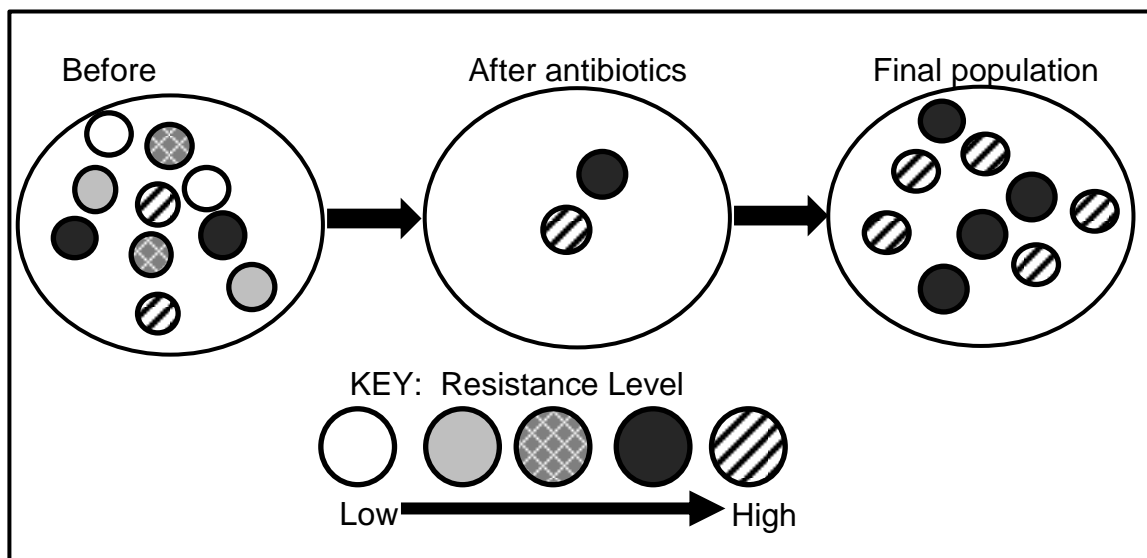 Before
After antibiotics
Final population
KEY: Resistance Level
Low
High